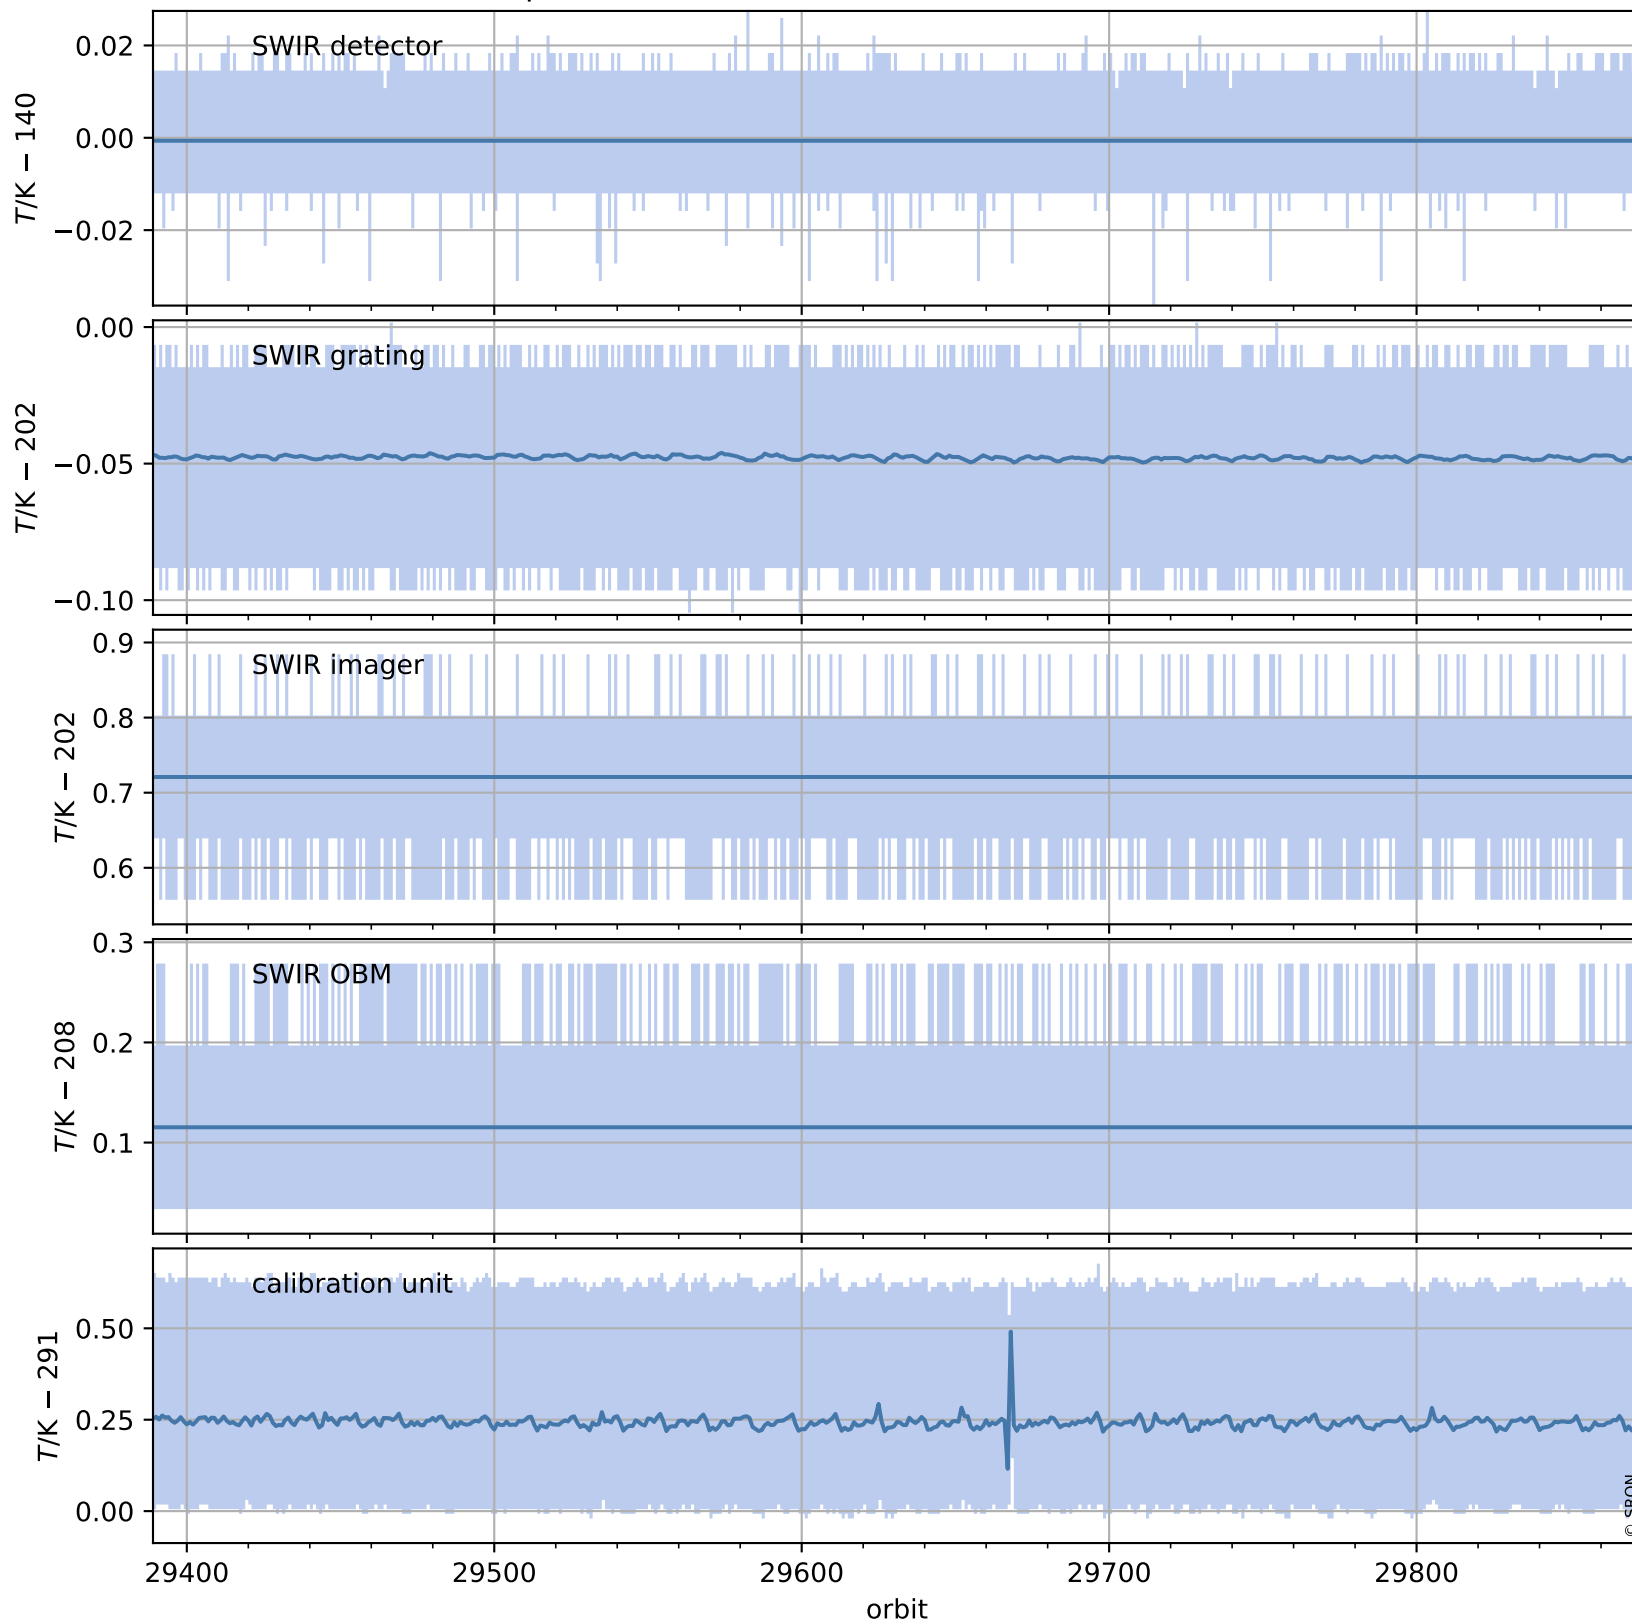 SWIR detector
0.02
0.00
−0.02
T/K − 140
SWIR grating
0.00
−0.05
−0.10
T/K − 202
SWIR imager
0.9
0.8
0.7
0.6
T/K − 202
SWIR OBM
0.3
0.2
0.1
T/K − 208
calibration unit
0.50
0.25
0.00
T/K − 291
29400 29500 29600 29700 29800
orbit
© SRON